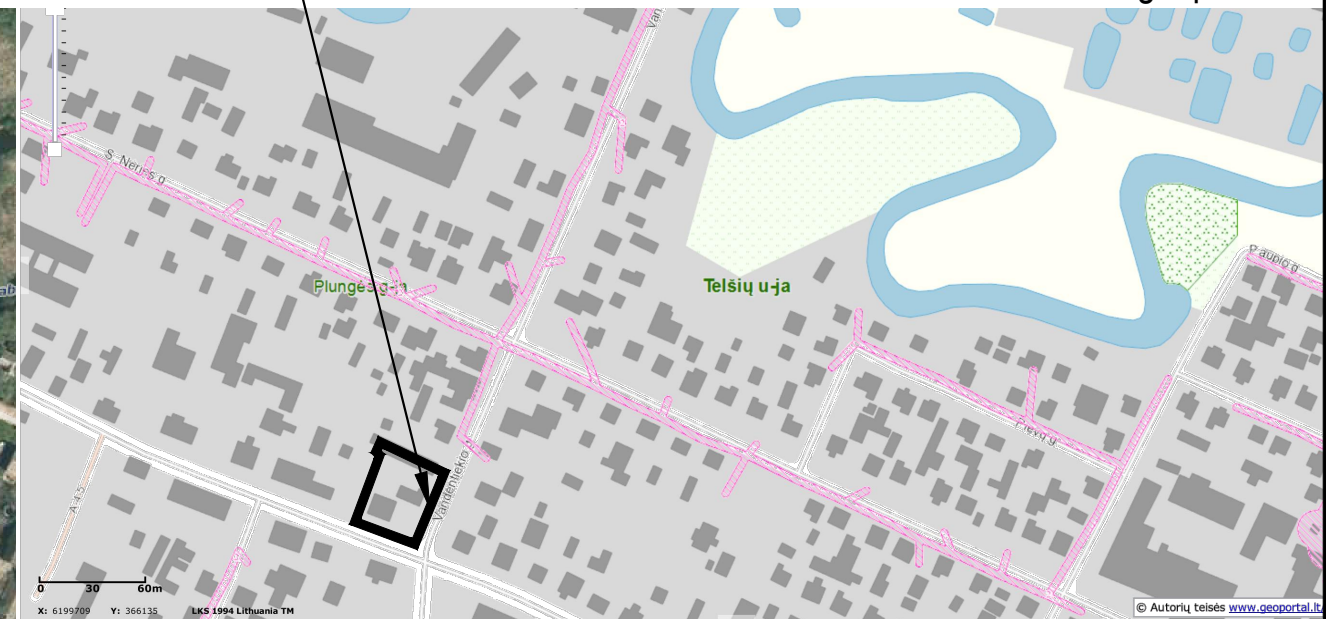 S. Neri- s g.
Plungės g-ja
Telšių u-ja
P aupio g.
Pievų g.
Vandentiekio g.
A 4 5
0 30 60m
X: 6199709 Y: 366135 LKS 1994 Lithuania TM
© Autorių teisės www.geoportal.lt/